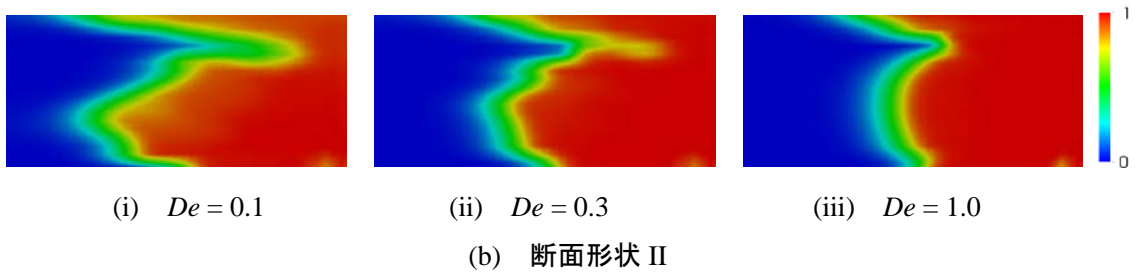 1
0
(i) De = 0.1 (ii) De = 0.3 (iii) De = 1.0
(b) 断面形状 II